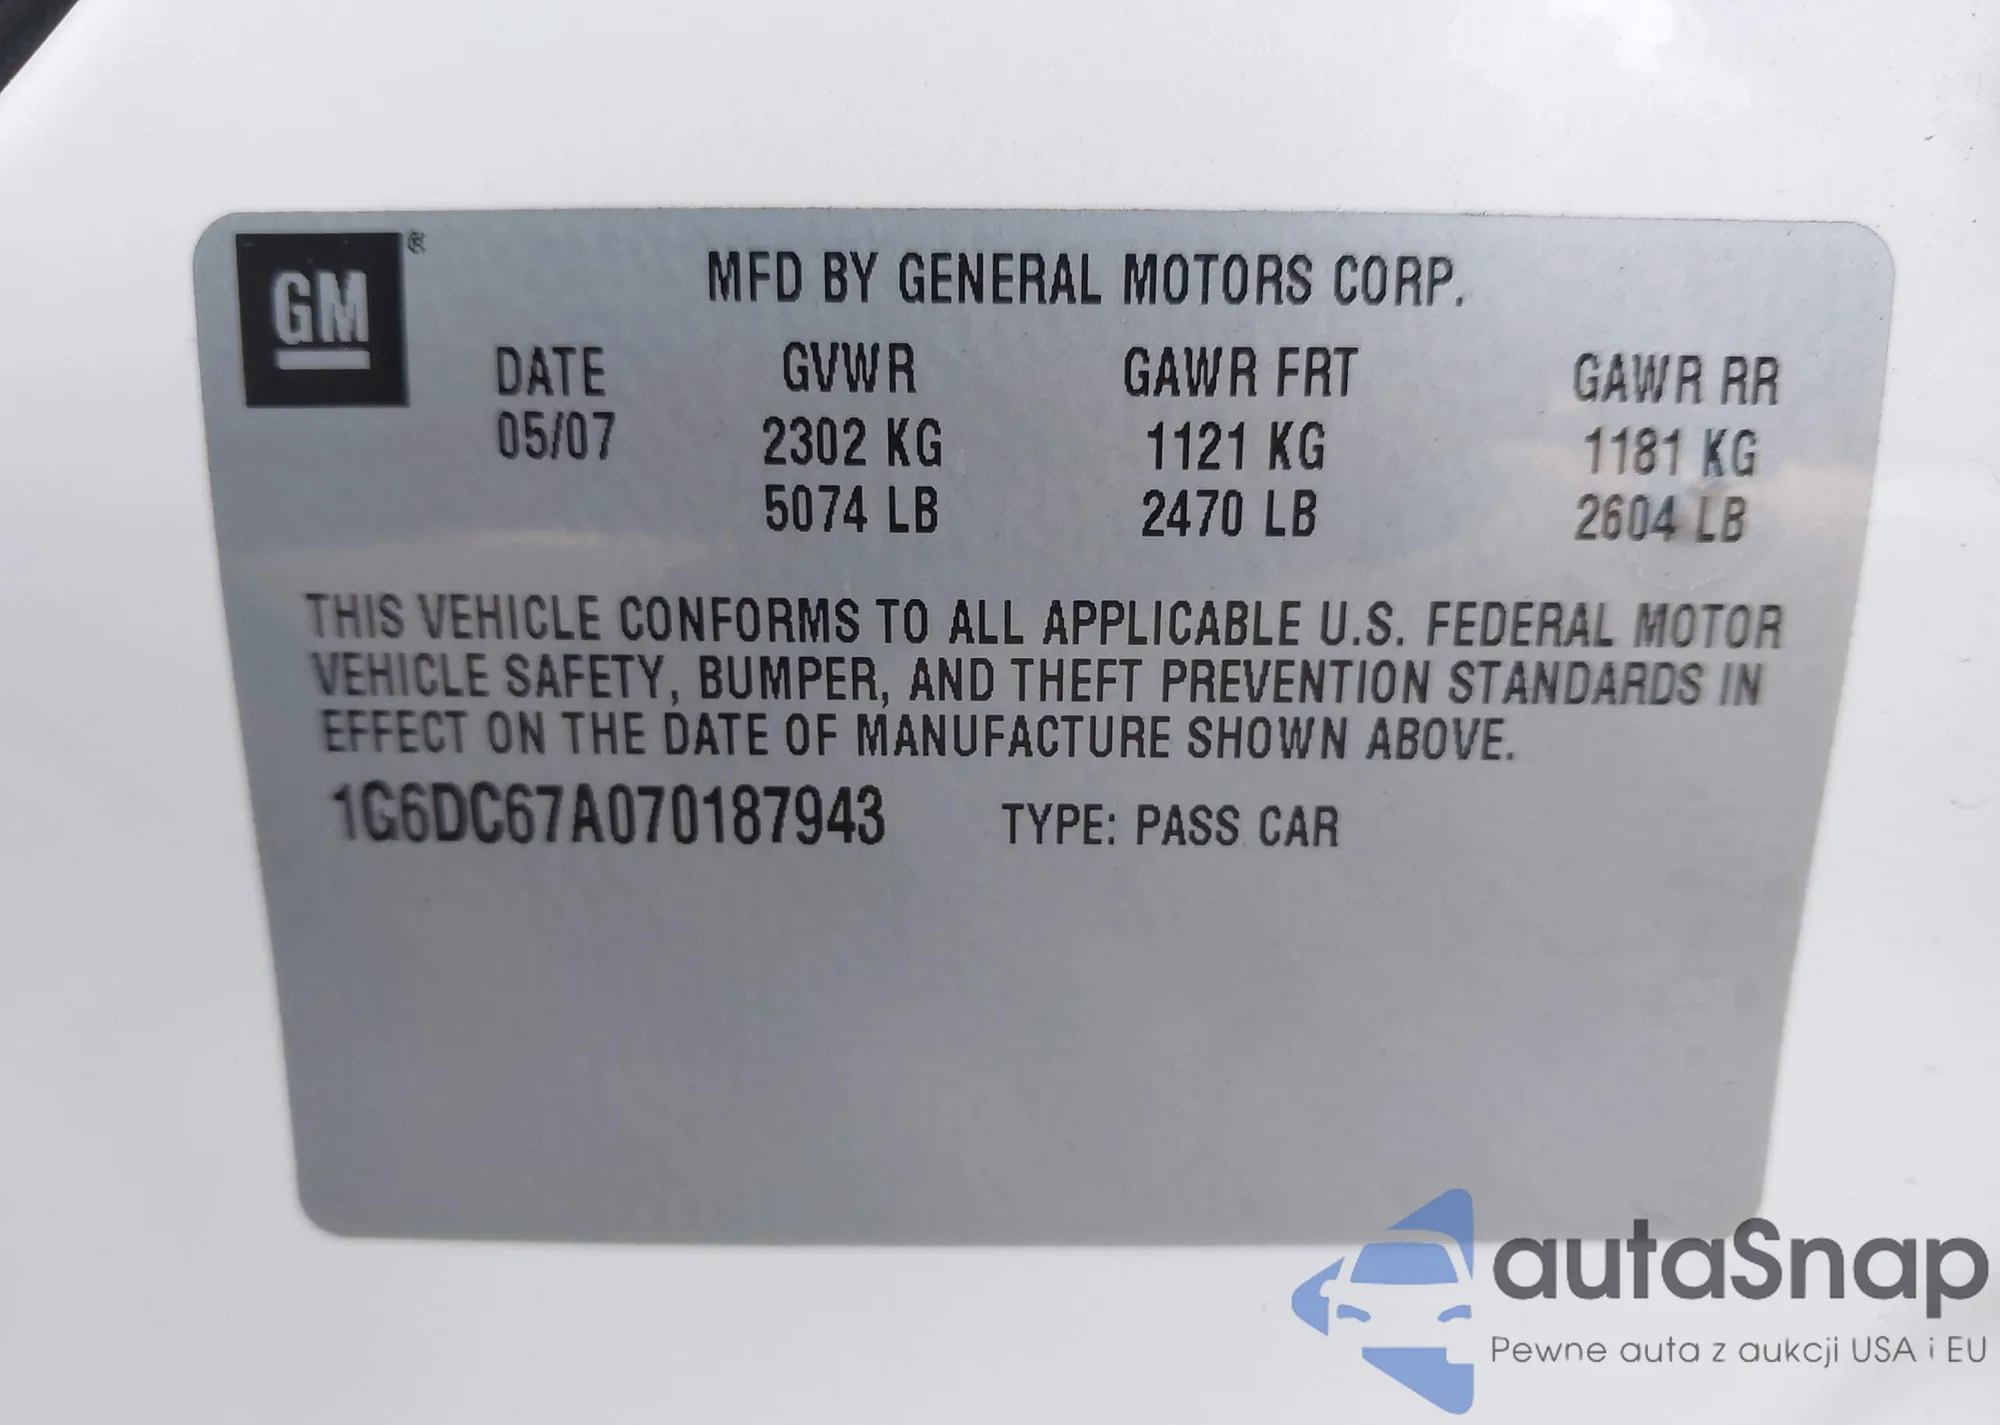 GM®
MFD BY GENERAL MOTORS CORP.
DATE GVWR GAWR FRT GAWR RR
05/07 2302 KG 1121 KG 1181 KG
5074 LB 2470 LB 2604 LB
THIS VEHICLE CONFORMS TO ALL APPLICABLE U.S. FEDERAL MOTOR
VEHICLE SAFETY, BUMPER, AND THEFT PREVENTION STANDARDS IN
EFFECT ON THE DATE OF MANUFACTURE SHOWN ABOVE.
1G6DC67A070187943 TYPE: PASS CAR
autaSnap
Pewne auta z aukcji USA i EU